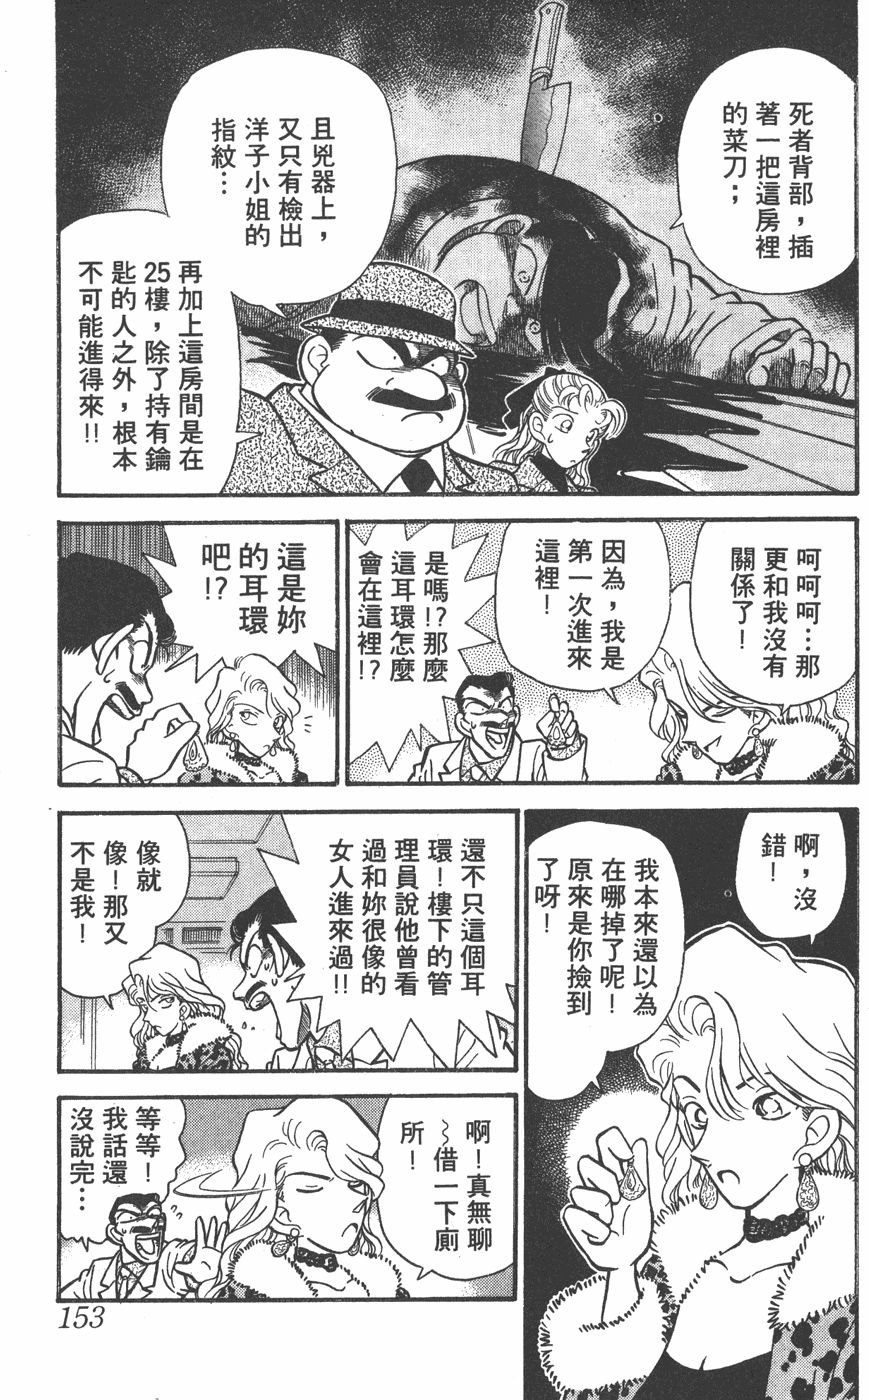 死者背部，插
著一把這房裡
的菜刀；
且兇器上，
又只有檢出
洋子小姐的
指紋…
再加上這房間是在
25樓，除了持有鑰
匙的人之外，根本
不可能進得來!!
呵呵呵…那
更和我沒有
關係了！
因為，我是
第一次進來
這裡！
是嗎!?那麼
這耳環怎麼
會在這裡!?
這是妳
的耳環
吧!?
啊，沒
錯！
我本來還以為
在哪掉了呢！
原來是你撿到
了呀！
還不只這個耳
環！樓下的管
理員說他曾看
過和妳很像的
女人進來過!!
像就
像！那又
不是我！
啊！真無聊
～借一下廁
所！
等等！
我話還
沒說完…
153